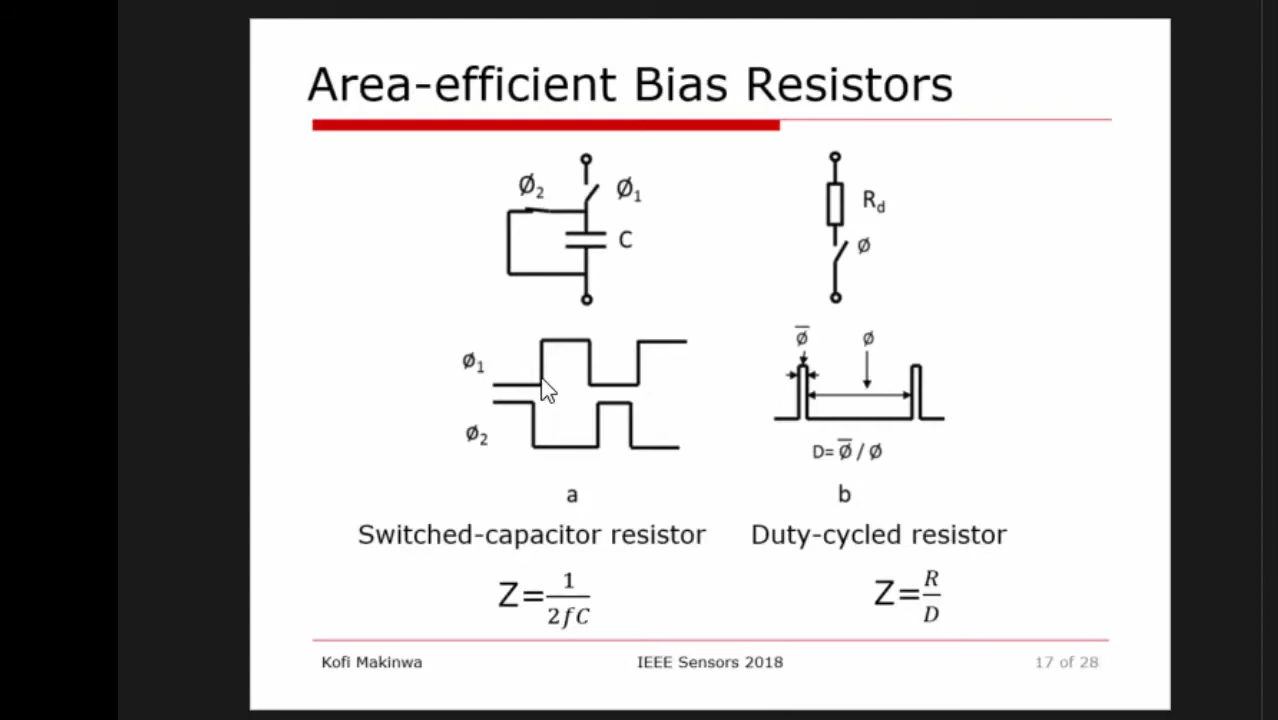 Area-efficient Bias Resistors
Ø₂
Ø₁
C
R_d
ø
ø₁
ø₂
ø̅
ø
D= ø̅ / ø
a
b
Switched-capacitor resistor
Duty-cycled resistor
Z=1/2fC
Z=R/D
Kofi Makinwa
IEEE Sensors 2018
17 of 28